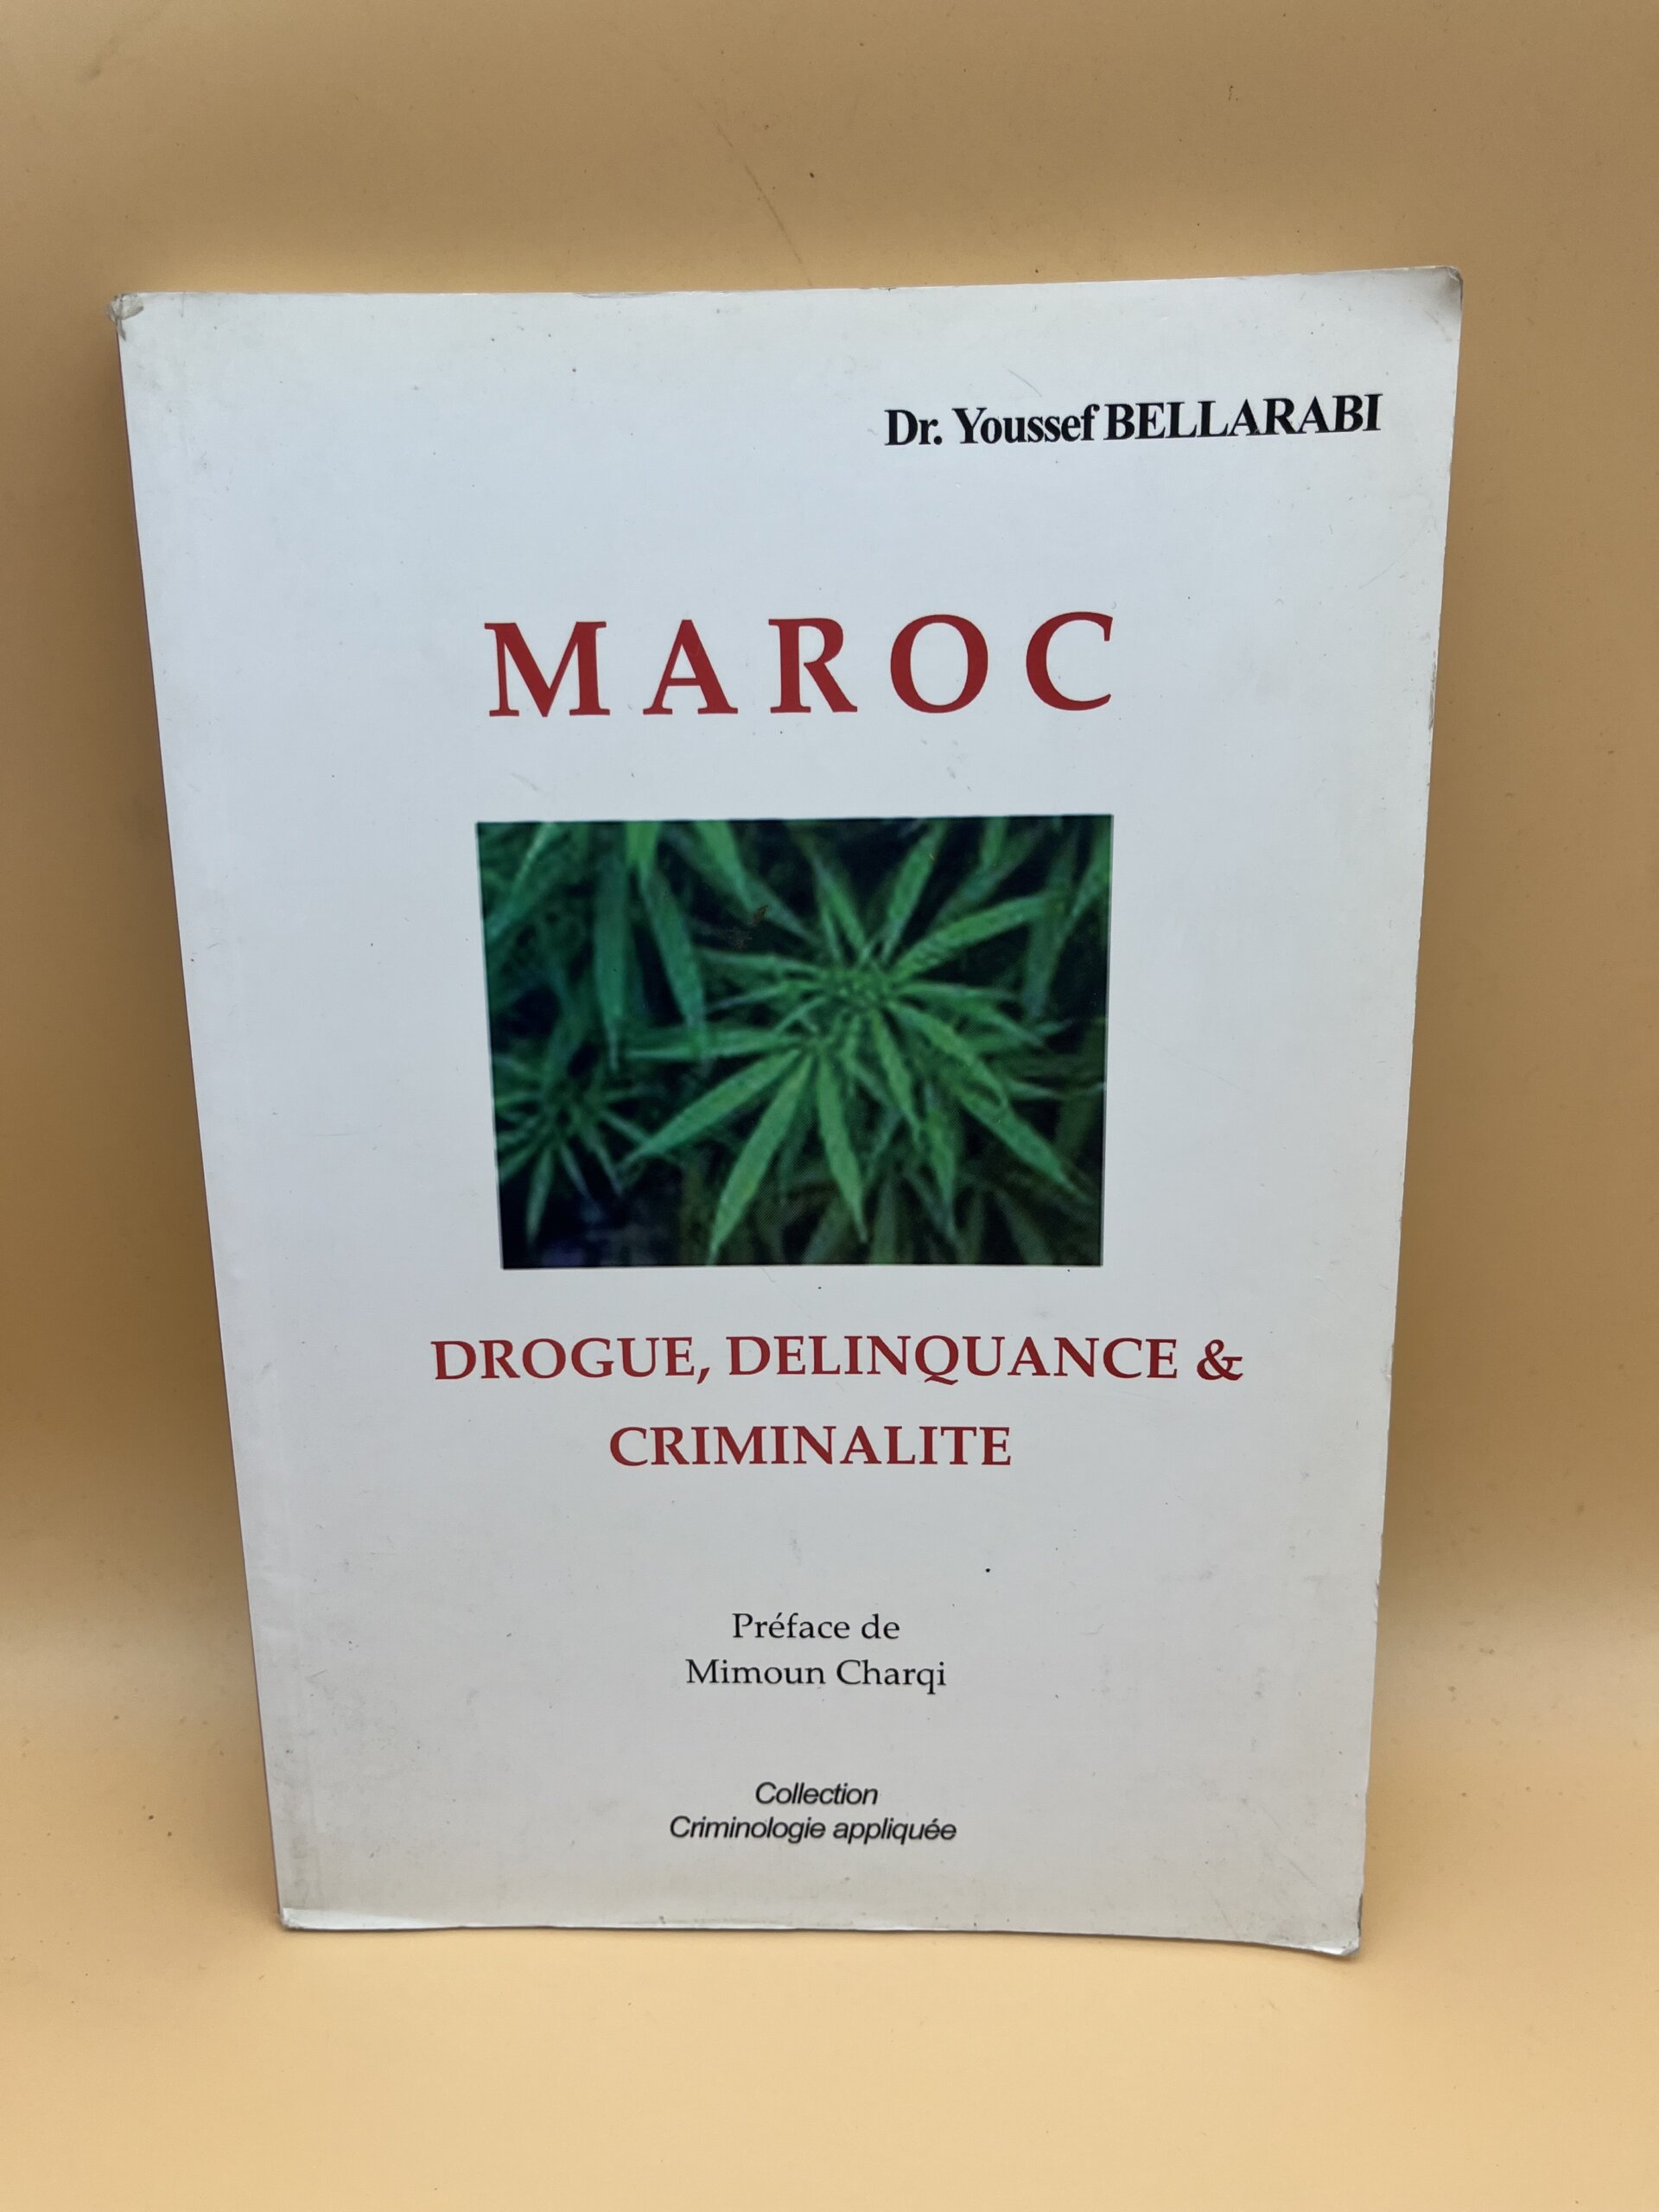 Dr. Youssef BELLARABI
MAROC
DROGUE, DELINQUANCE &
CRIMINALITE
Préface de
Mimoun Charqi
Collection
Criminologie appliquée